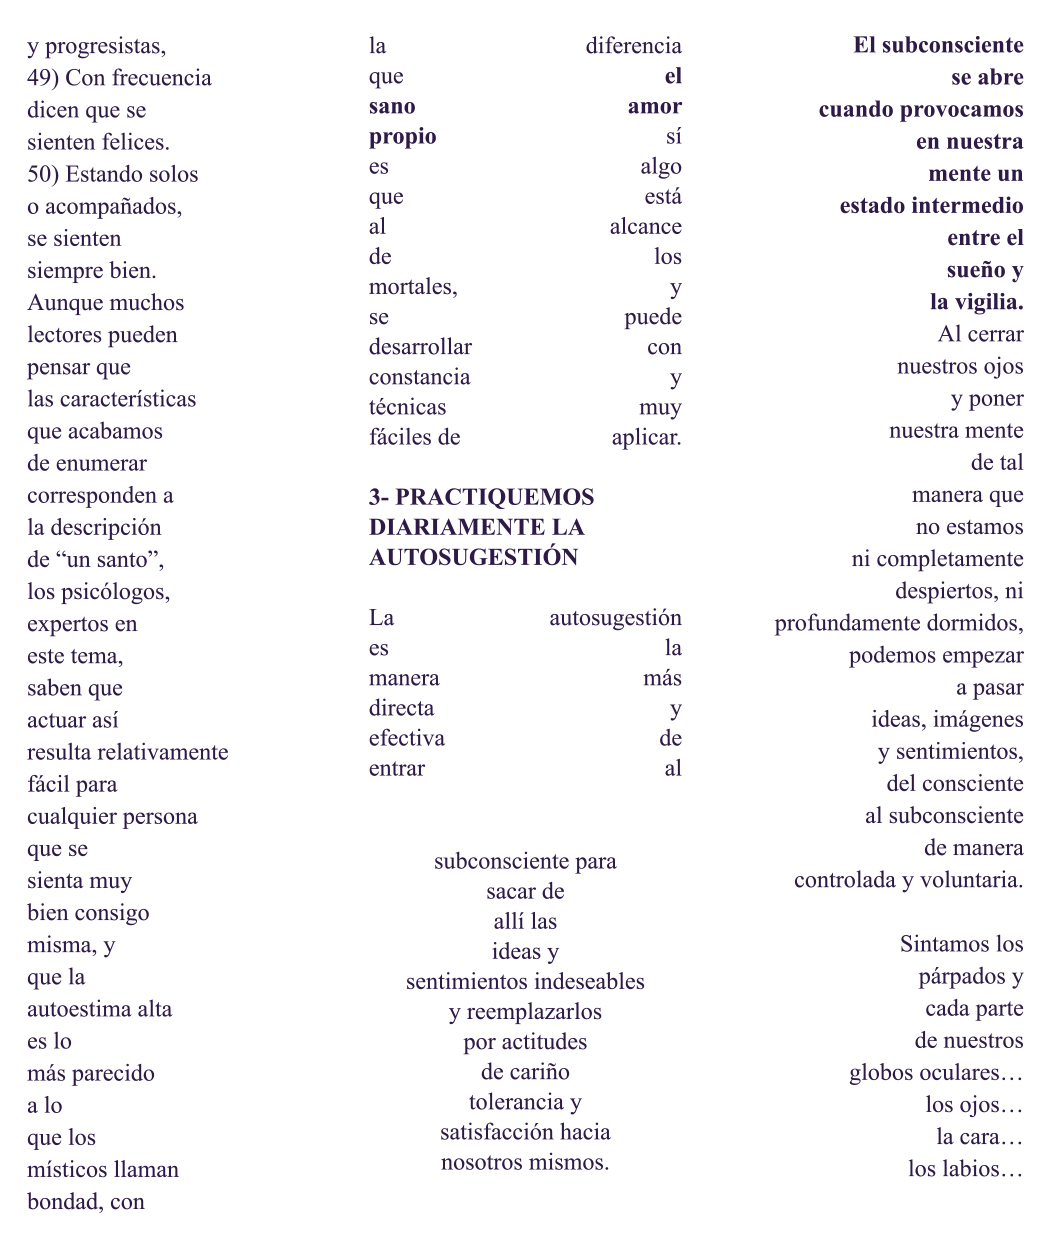 y progresistas,
49) Con frecuencia
dicen que se
sienten felices.
50) Estando solos
o acompañados,
se sienten
siempre bien.
Aunque muchos
lectores pueden
pensar que
las características
que acabamos
de enumerar
corresponden a
la descripción
de “un santo”,
los psicólogos,
expertos en
este tema,
saben que
actuar así
resulta relativamente
fácil para
cualquier persona
que se
sienta muy
bien consigo
misma, y
que la
autoestima alta
es lo
más parecido
a lo
que los
místicos llaman
bondad, con
la diferencia
que el
sano amor
propio sí
es algo
que está
al alcance
de los
mortales, y
se puede
desarrollar con
constancia y
técnicas muy
fáciles de aplicar.
3- PRACTIQUEMOS
DIARIAMENTE LA
AUTOSUGESTIÓN
La autosugestión
es la
manera más
directa y
efectiva de
entrar al
subconsciente para
sacar de
allí las
ideas y
sentimientos indeseables
y reemplazarlos
por actitudes
de cariño
tolerancia y
satisfacción hacia
nosotros mismos.
El subconsciente
se abre
cuando provocamos
en nuestra
mente un
estado intermedio
entre el
sueño y
la vigilia.
Al cerrar
nuestros ojos
y poner
nuestra mente
de tal
manera que
no estamos
ni completamente
despiertos, ni
profundamente dormidos,
podemos empezar
a pasar
ideas, imágenes
y sentimientos,
del consciente
al subconsciente
de manera
controlada y voluntaria.
Sintamos los
párpados y
cada parte
de nuestros
globos oculares…
los ojos…
la cara…
los labios…